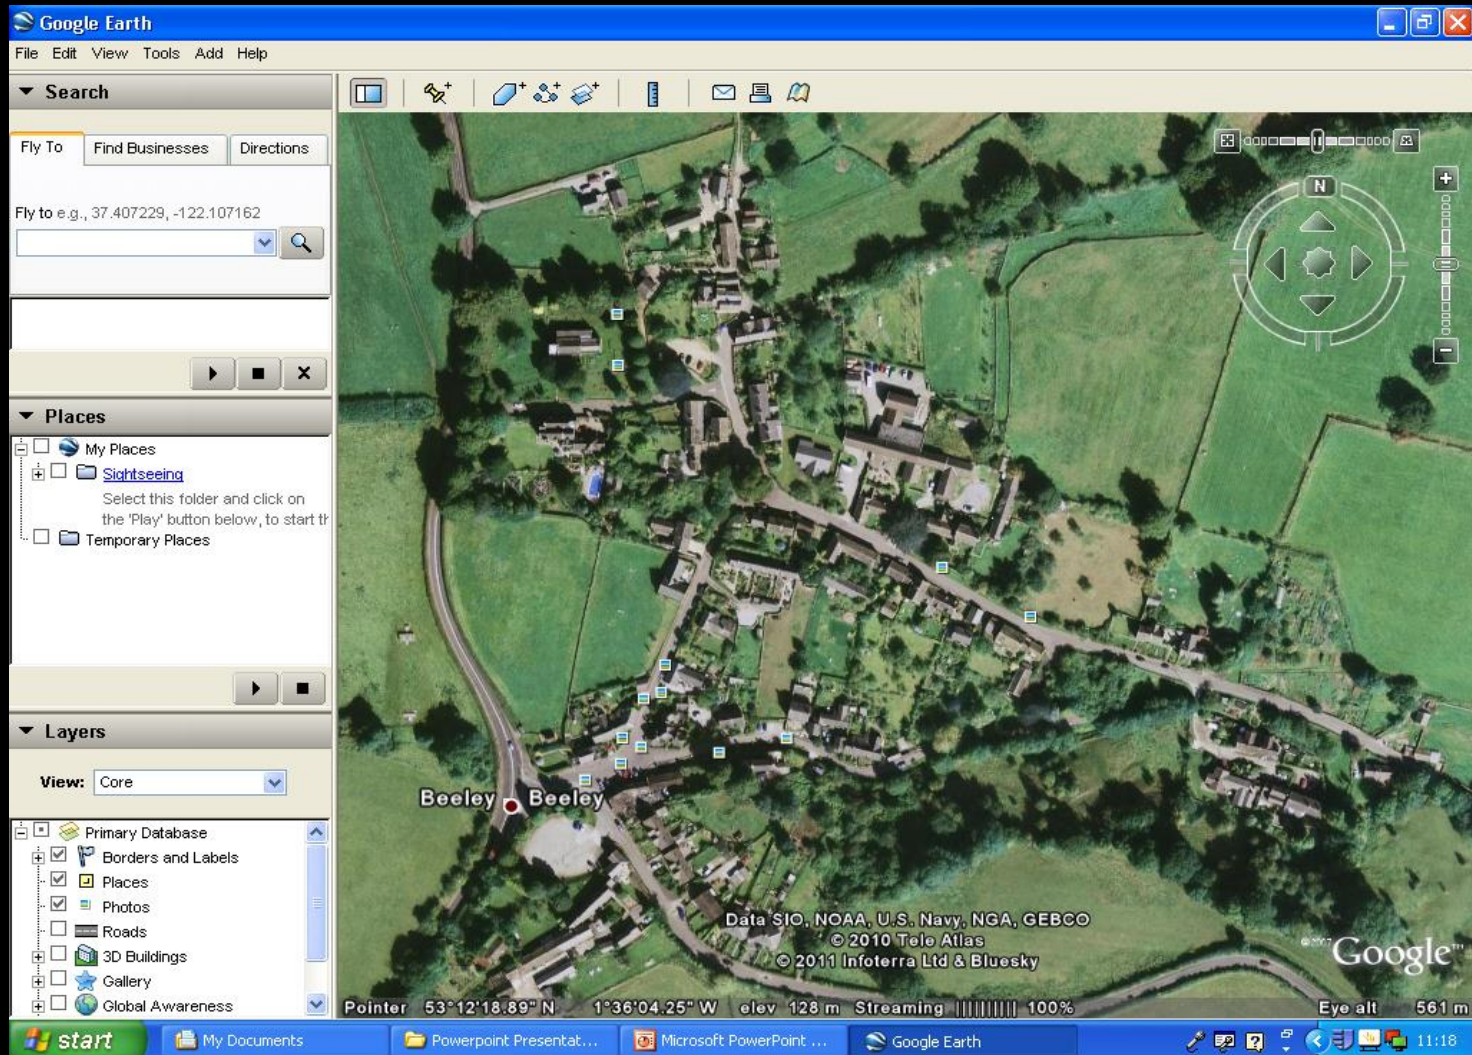 Google Earth
File Edit View Tools Add Help
Search
Fly To Find Businesses Directions
Fly to e.g., 37.407229, -122.107162
Places
My Places
Sightseeing
Select this folder and click on
the 'Play' button below, to start th
Temporary Places
Layers
View: Core
Primary Database
Borders and Labels
Places
Photos
Roads
3D Buildings
Gallery
Global Awareness
N
Beeley Beeley
Data SIO, NOAA, U.S. Navy, NGA, GEBCO
© 2010 Tele Atlas
© 2011 Infoterra Ltd & Bluesky
©2007 Google™
Pointer 53°12'18.89" N 1°36'04.25" W elev 128 m Streaming |||||||||| 100% Eye alt 561 m
start My Documents Powerpoint Presentat... Microsoft PowerPoint ... Google Earth 11:18